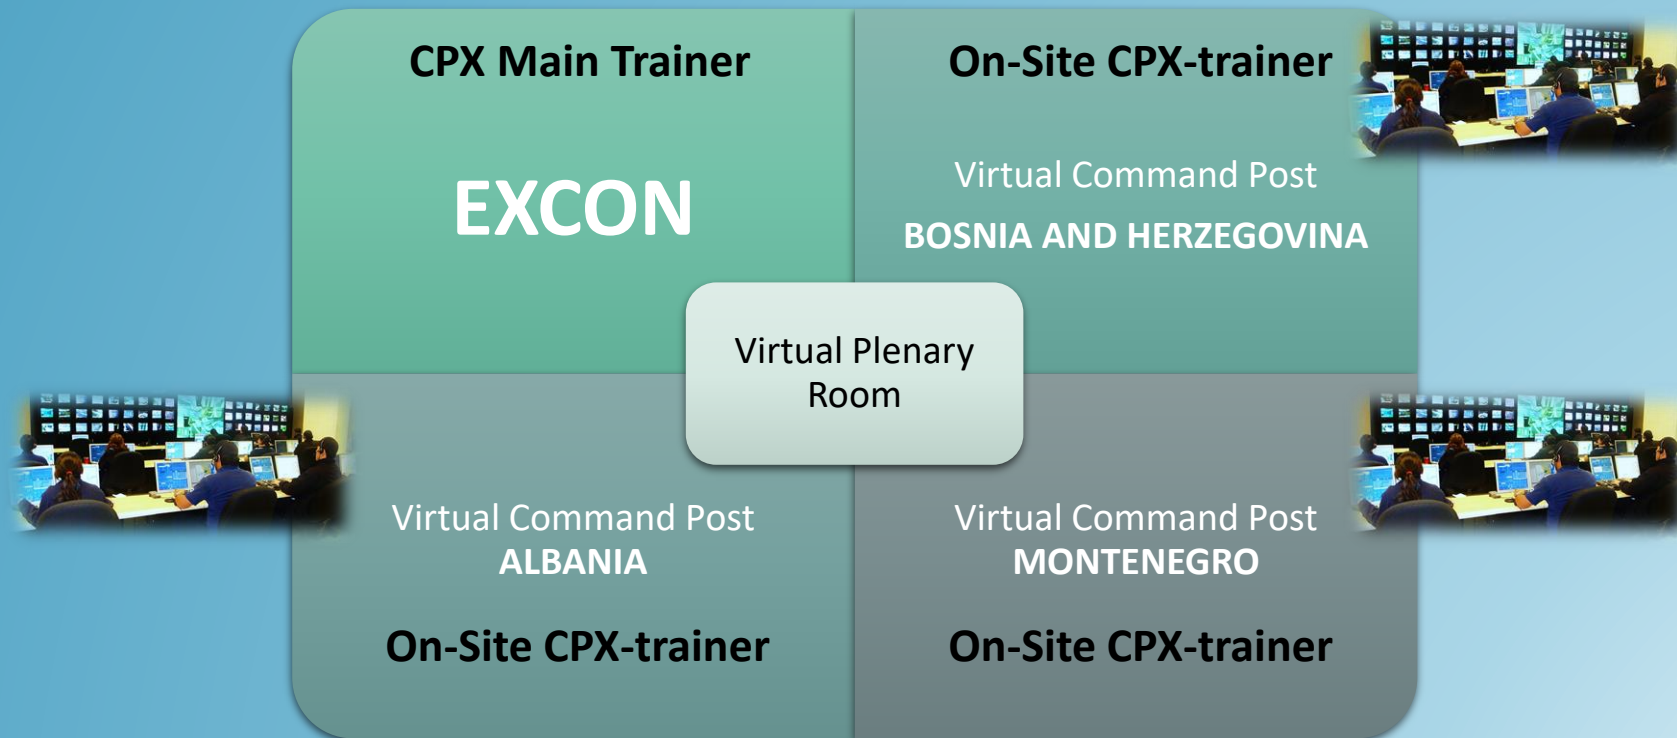 CPX Main Trainer
EXCON
On-Site CPX-trainer
Virtual Command Post
BOSNIA AND HERZEGOVINA
Virtual Plenary
Room
Virtual Command Post
ALBANIA
On-Site CPX-trainer
Virtual Command Post
MONTENEGRO
On-Site CPX-trainer